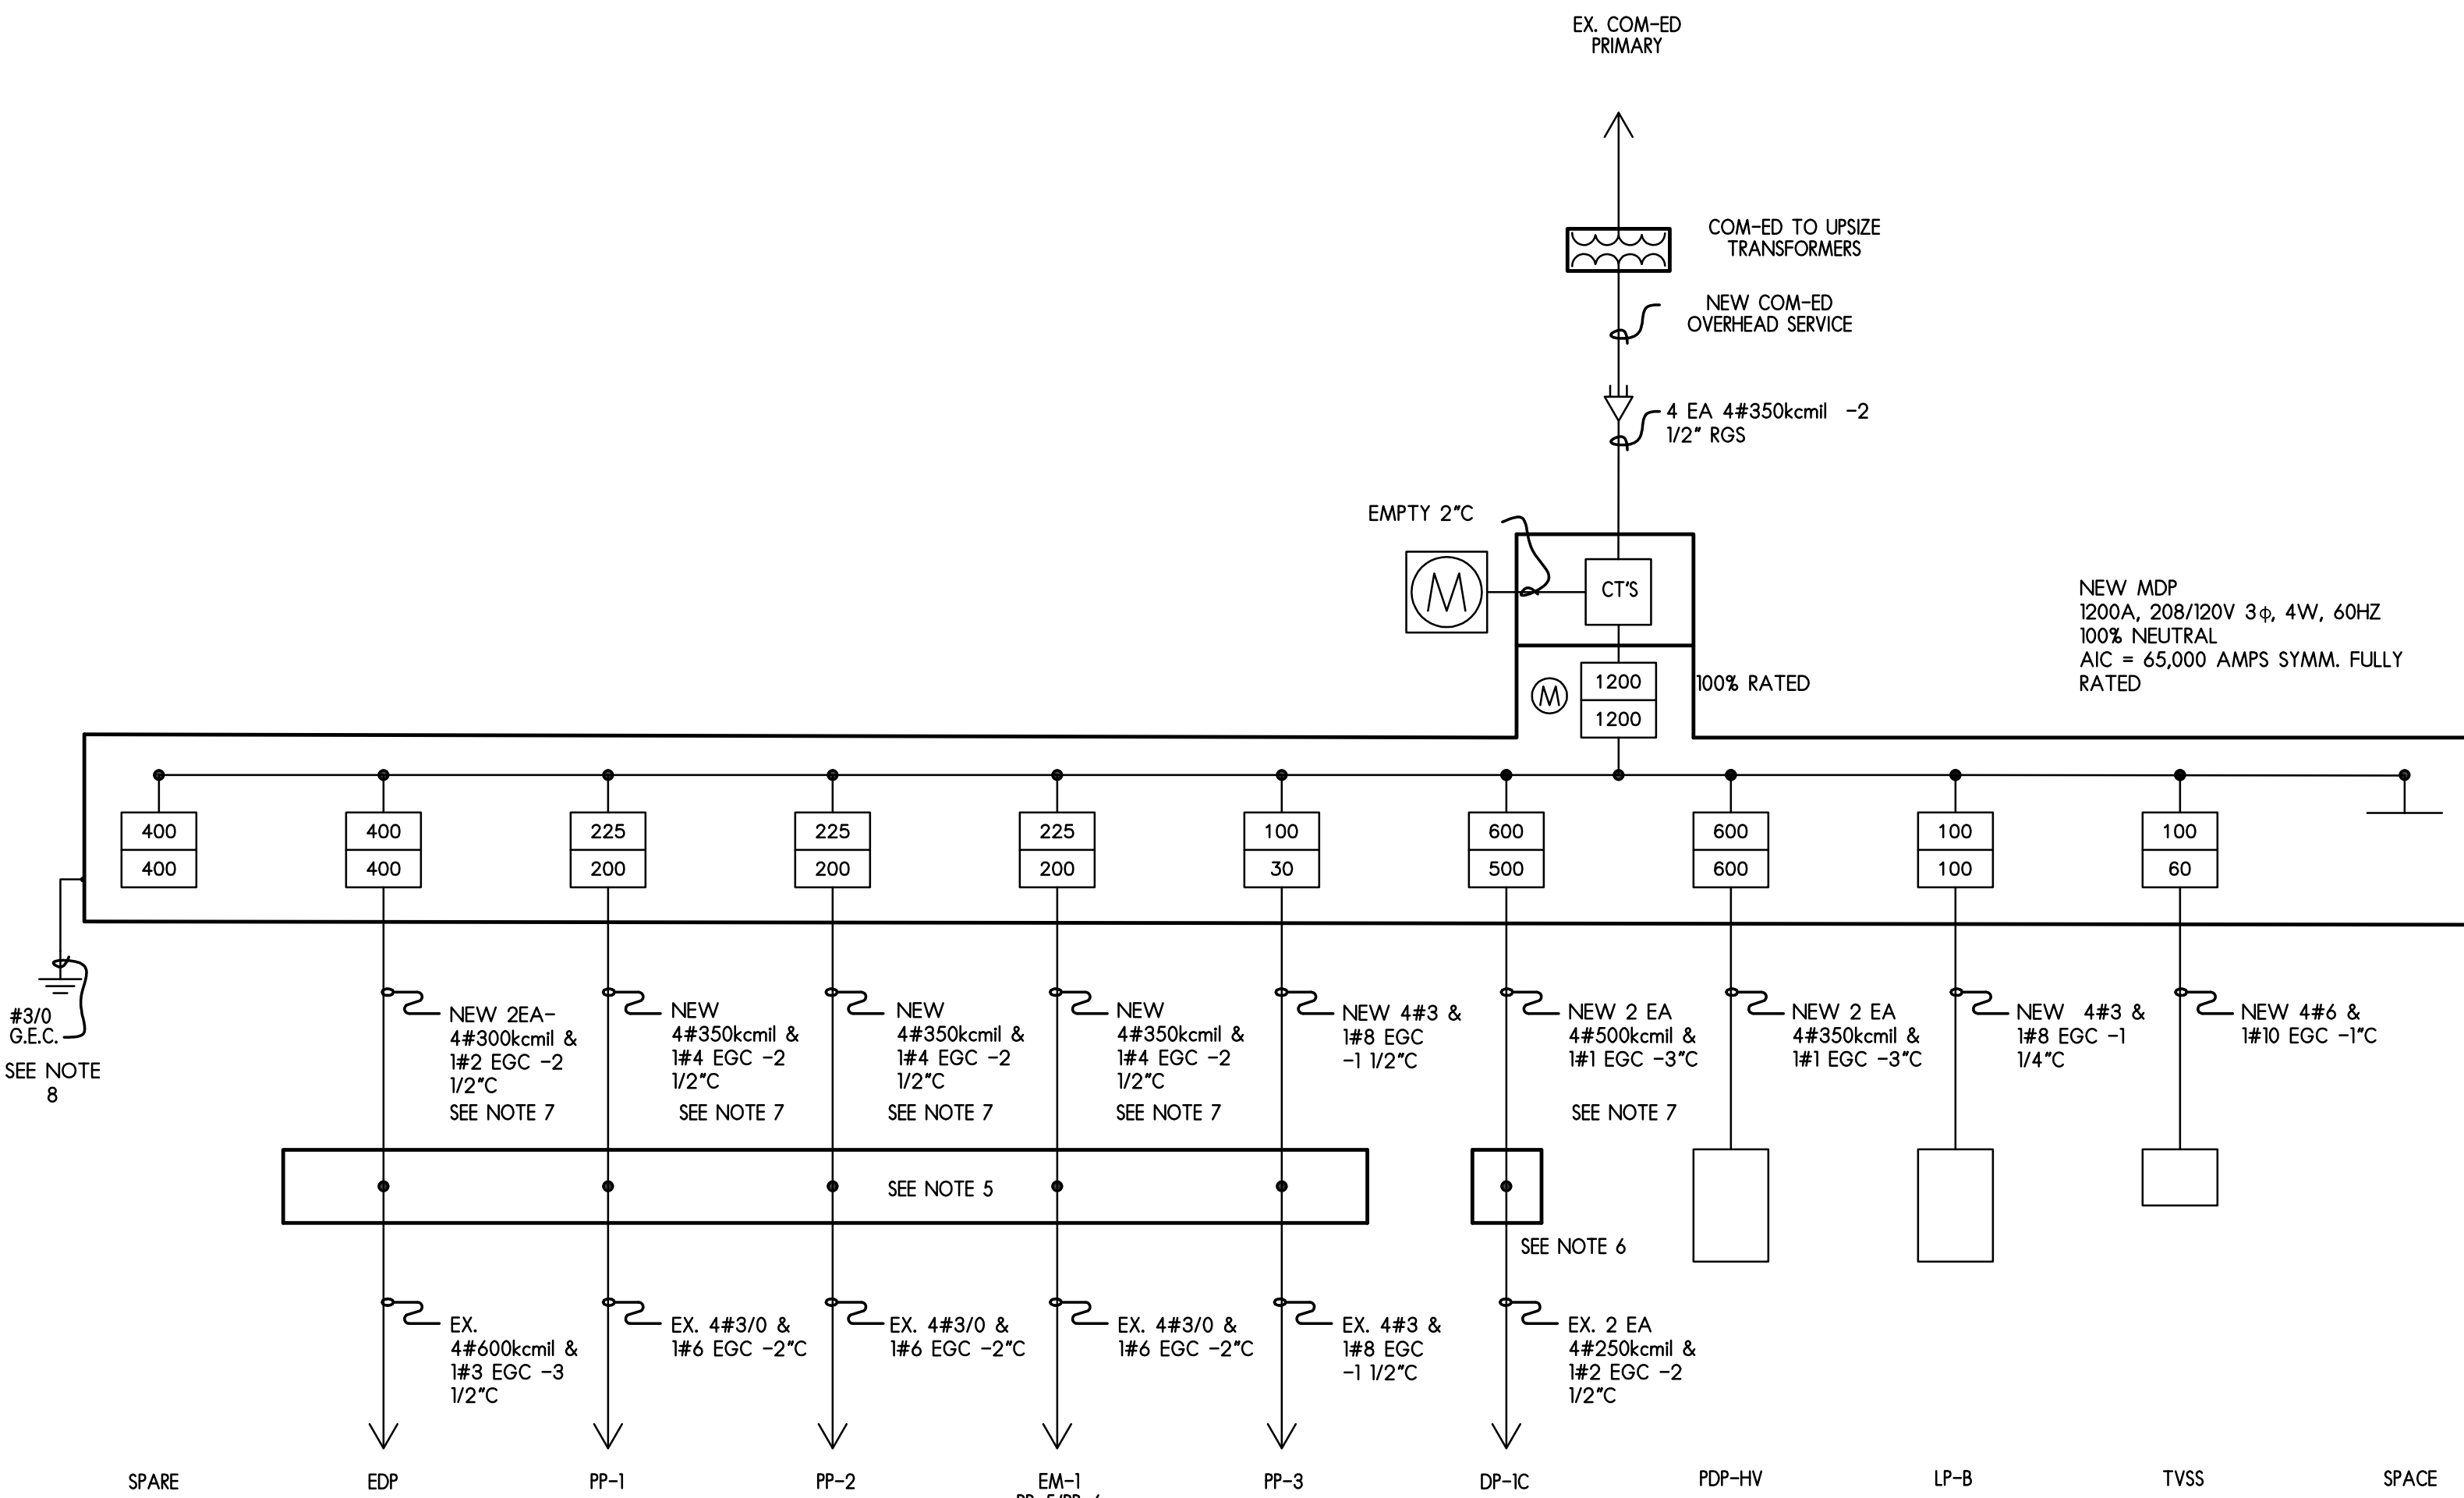 EX. COM-ED
PRIMARY
COM-ED TO UPSIZE
TRANSFORMERS
NEW COM-ED
OVERHEAD SERVICE
4 EA 4#350kcmil -2
1/2" RGS
EMPTY 2"C
M
CT'S
NEW MDP
1200A, 208/120V 3ϕ, 4W, 60HZ
100% NEUTRAL
AIC = 65,000 AMPS SYMM. FULLY
RATED
M
1200
1200
100% RATED
400
400
400
400
225
200
225
200
225
200
100
30
600
500
600
600
100
100
100
60
#3/0
G.E.C.
SEE NOTE
8
NEW 2EA-
4#300kcmil &
1#2 EGC -2
1/2"C
SEE NOTE 7
NEW
4#350kcmil &
1#4 EGC -2
1/2"C
SEE NOTE 7
NEW
4#350kcmil &
1#4 EGC -2
1/2"C
SEE NOTE 7
NEW
4#350kcmil &
1#4 EGC -2
1/2"C
SEE NOTE 7
NEW 4#3 &
1#8 EGC
-1 1/2"C
NEW 2 EA
4#500kcmil &
1#1 EGC -3"C
SEE NOTE 7
NEW 2 EA
4#350kcmil &
1#1 EGC -3"C
NEW 4#3 &
1#8 EGC -1
1/4"C
NEW 4#6 &
1#10 EGC -1"C
SEE NOTE 5
SEE NOTE 6
EX.
4#600kcmil &
1#3 EGC -3
1/2"C
EX. 4#3/0 &
1#6 EGC -2"C
EX. 4#3/0 &
1#6 EGC -2"C
EX. 4#3/0 &
1#6 EGC -2"C
EX. 4#3 &
1#8 EGC
-1 1/2"C
EX. 2 EA
4#250kcmil &
1#2 EGC -2
1/2"C
SPARE
EDP
PP-1
PP-2
EM-1
PP-3
DP-1C
PDP-HV
LP-B
TVSS
SPACE